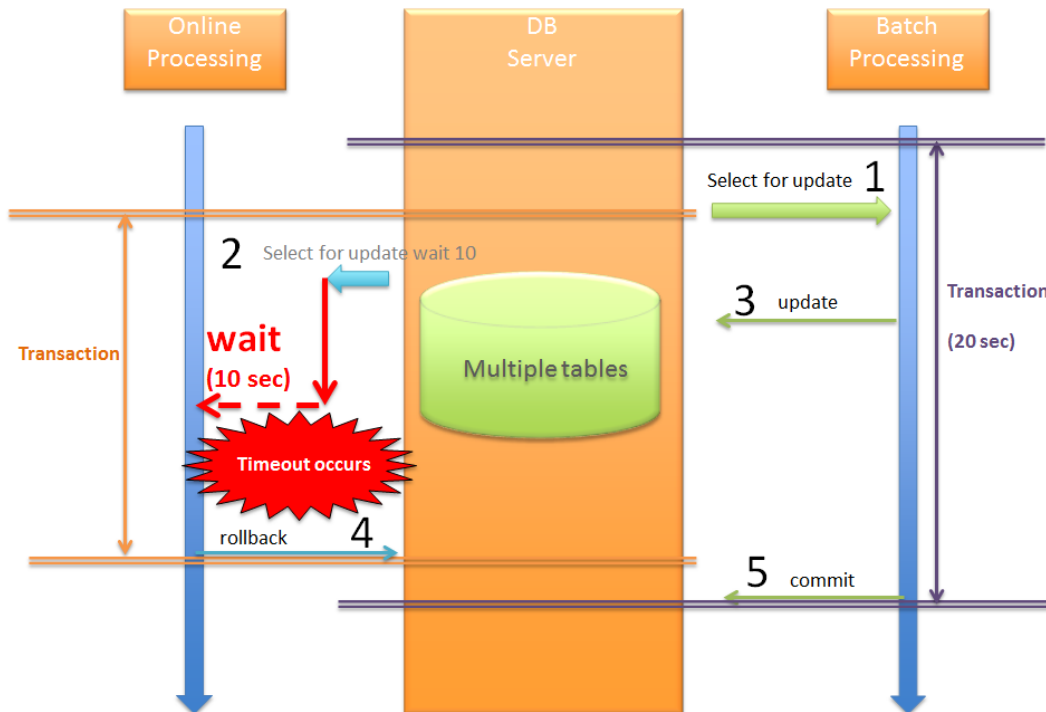 Online
Processing
DB
Server
Batch
Processing
Select for update 1
2 Select for update wait 10
3 update
Transaction
(20 sec)
wait
(10 sec)
Transaction
Multiple tables
Timeout occurs
rollback 4
5 commit